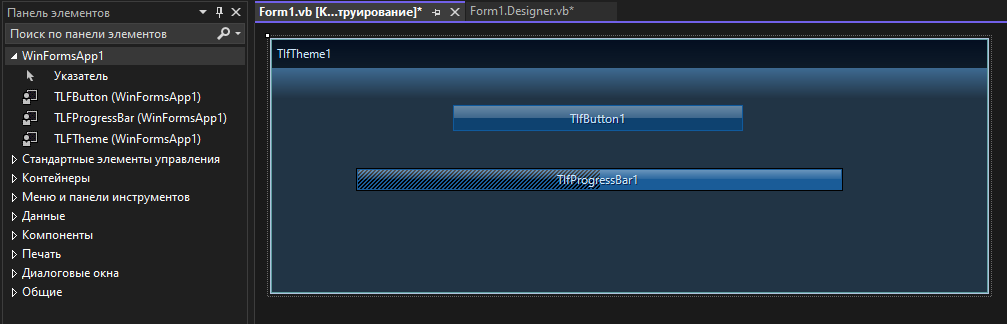 Панель элементов
Поиск по панели элементов
WinFormsApp1
Указатель
TLFButton (WinFormsApp1)
TLFProgressBar (WinFormsApp1)
TLFTheme (WinFormsApp1)
Стандартные элементы управления
Контейнеры
Меню и панели инструментов
Данные
Компоненты
Печать
Диалоговые окна
Общие
Form1.vb [К...труирование]*
Form1.Designer.vb*
TlfTheme1
TlfButton1
TlfProgressBar1